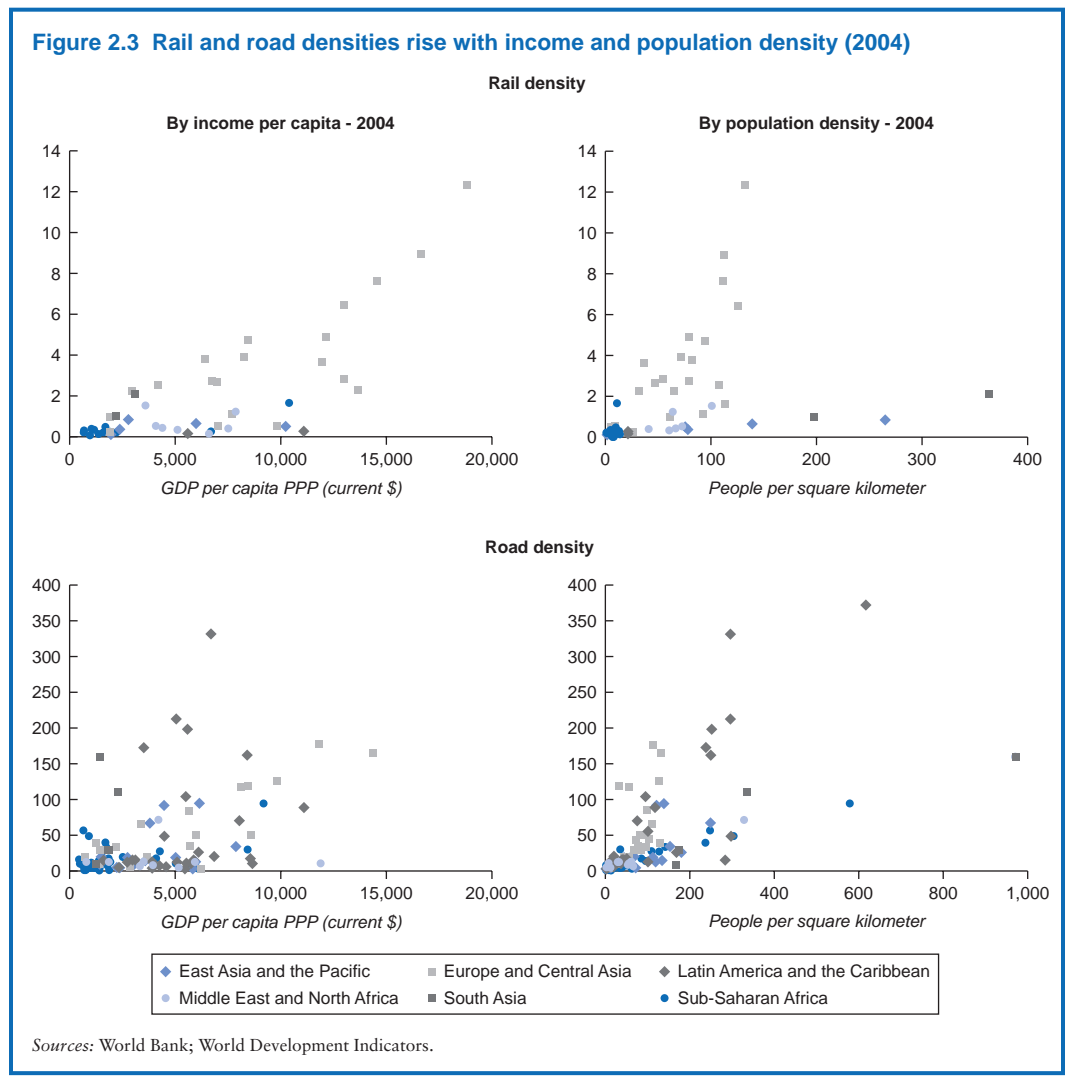 Figure 2.3 Rail and road densities rise with income and population density (2004)
Rail density
By income per capita - 2004
14
12
10
8
6
4
2
0
0 5,000 10,000 15,000 20,000
GDP per capita PPP (current $)
By population density - 2004
14
12
10
8
6
4
2
0
0 100 200 300 400
People per square kilometer
Road density
400
350
300
250
200
150
100
50
0
0 5,000 10,000 15,000 20,000
GDP per capita PPP (current $)
400
350
300
250
200
150
100
50
0
0 200 400 600 800 1,000
People per square kilometer
East Asia and the Pacific Europe and Central Asia Latin America and the Caribbean
Middle East and North Africa South Asia Sub-Saharan Africa
Sources: World Bank; World Development Indicators.